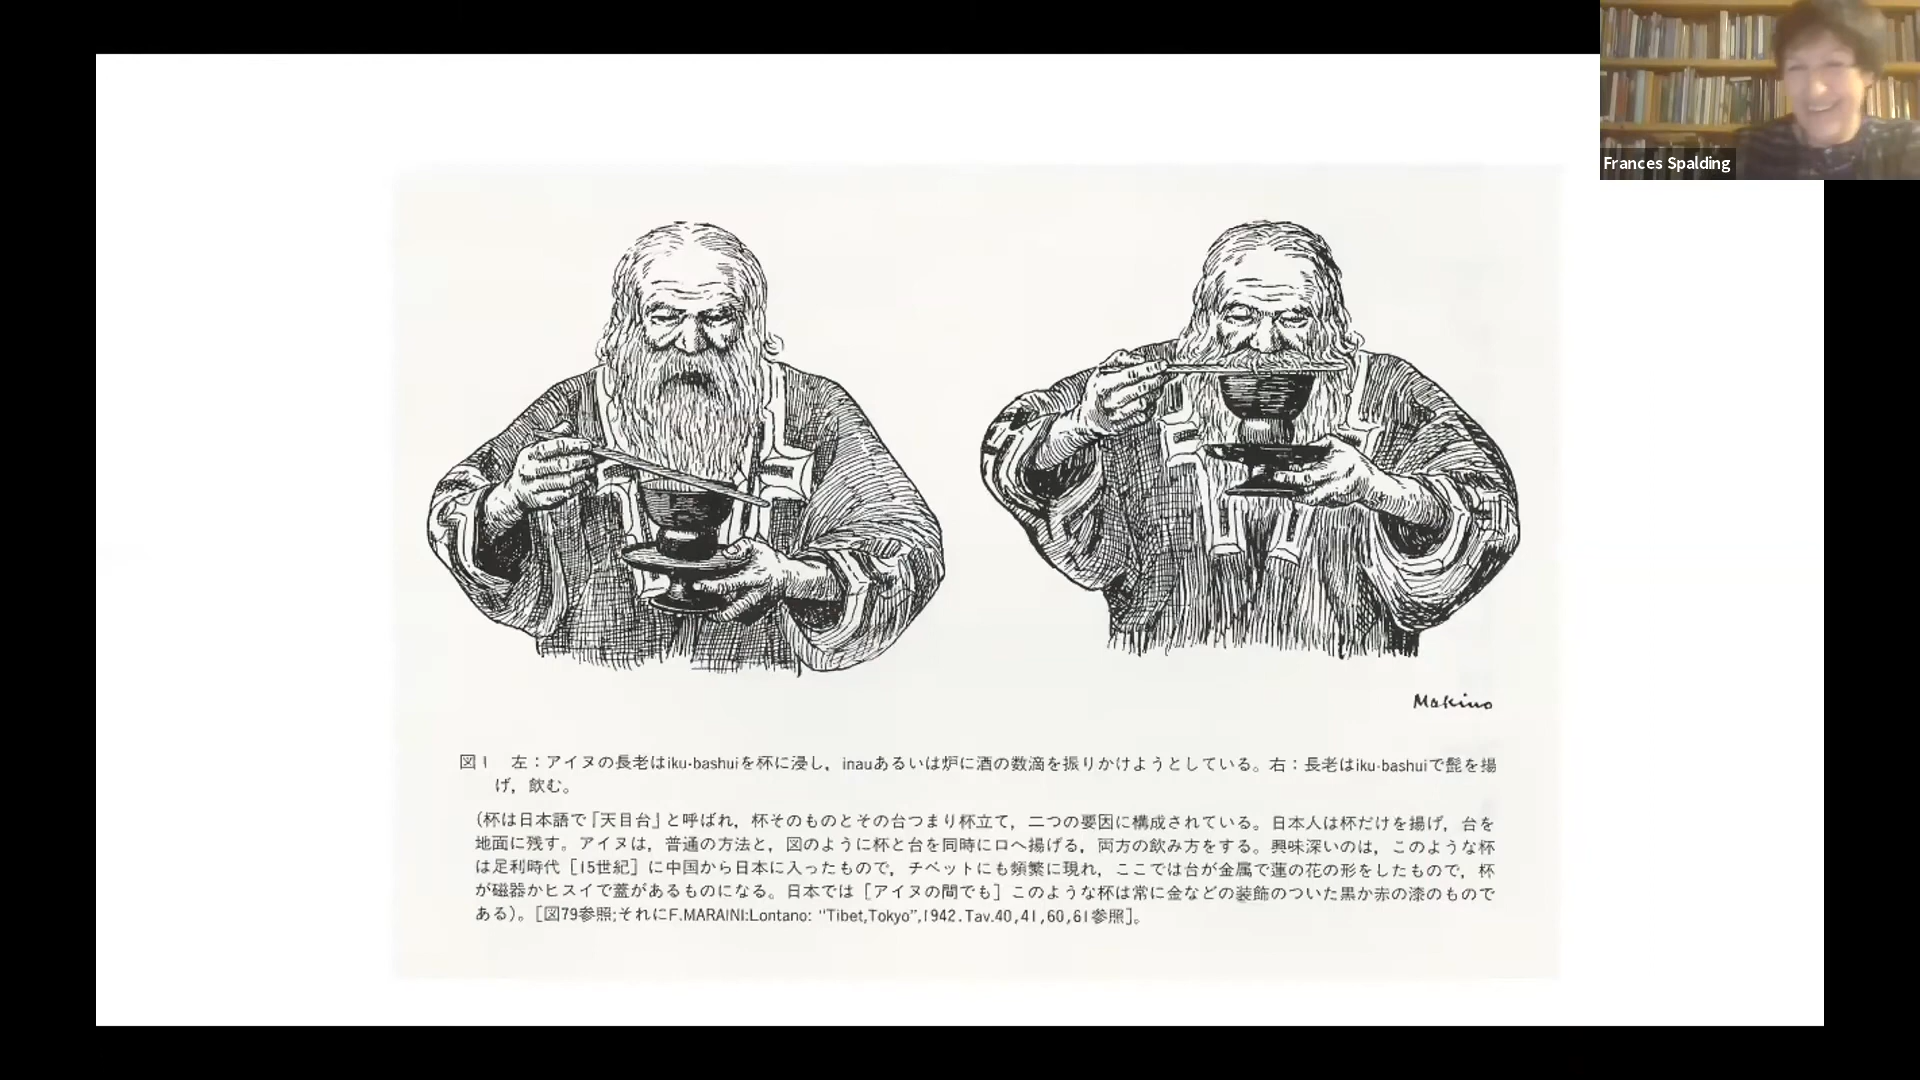 Frances Spalding
Makino
図1 左：アイヌの長老はiku-bashuiを杯に浸し，inauあるいは炉に酒の数滴を振りかけようとしている。右：長老はiku-bashuiで髭を揚
げ，飲む。
（杯は日本語で『天目台』と呼ばれ，杯そのものとその台つまり杯立て，二つの要因に構成されている。日本人は杯だけを揚げ，台を
地面に残す。アイヌは，普通の方法と，図のように杯と台を同時に口へ揚げる，両方の飲み方をする。興味深いのは，このような杯
は足利時代［15世紀］に中国から日本に入ったもので，チベットにも頻繁に現れ，ここでは台が金属で蓮の花の形をしたもので，杯
が磁器かヒスイで蓋があるものになる。日本では［アイヌの間でも］このような杯は常に金などの装飾のついた黒か赤の漆のもので
ある）。［図79参照；それにF.MARAINI:Lontano: “Tibet,Tokyo”,1942.Tav.40,41,60,61参照］。